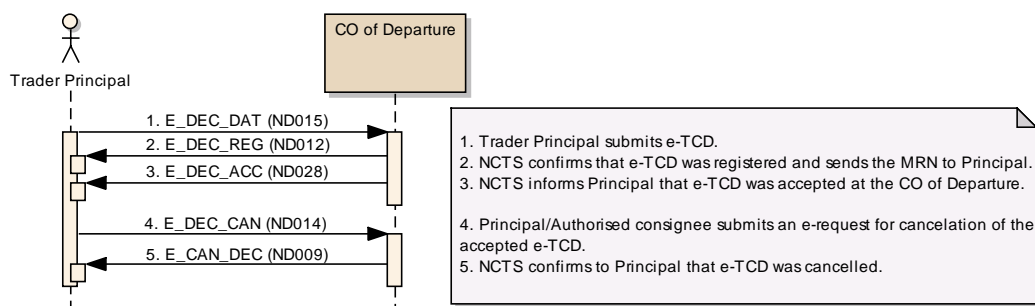 CO of Departure
Trader Principal
1. E_DEC_DAT (ND015)
2. E_DEC_REG (ND012)
3. E_DEC_ACC (ND028)
4. E_DEC_CAN (ND014)
5. E_CAN_DEC (ND009)
1. Trader Principal submits e-TCD.
2. NCTS confirms that e-TCD was registered and sends the MRN to Principal.
3. NCTS informs Principal that e-TCD was accepted at the CO of Departure.
4. Principal/Authorised consignee submits an e-request for cancelation of the
accepted e-TCD.
5. NCTS confirms to Principal that e-TCD was cancelled.